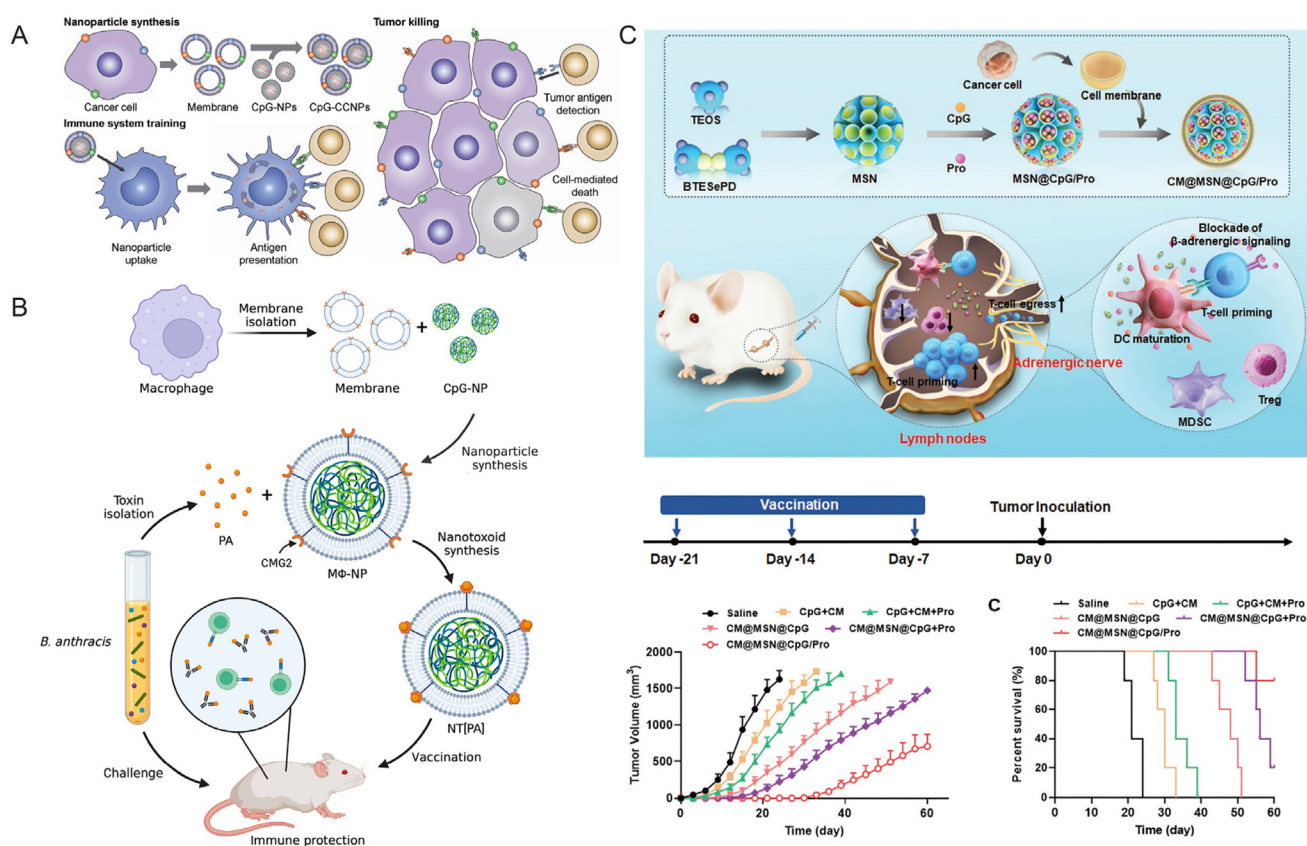 A
Nanoparticle synthesis
Cancer cell
Membrane
CpG-NPs
CpG-CCNPs
Immune system training
Nanoparticle
uptake
Antigen
presentation
Tumor killing
Tumor antigen
detection
Cell-mediated
death
B
Macrophage
Membrane
isolation
Membrane
+
CpG-NP
Nanoparticle
synthesis
Toxin
isolation
PA
+
CMG2
MΦ-NP
Nanotoxoid
synthesis
B. anthracis
NT[PA]
Challenge
Vaccination
Immune protection
C
TEOS
BTESePD
MSN
CpG
Pro
MSN@CpG/Pro
Cancer cell
Cell membrane
CM@MSN@CpG/Pro
T-cell egress
T-cell priming
Adrenergic nerve
Lymph nodes
Blockade of
β-adrenergic signaling
T-cell priming
DC maturation
MDSC
Treg
Vaccination
Tumor Inoculation
Day -21
Day -14
Day -7
Day 0
Saline
CpG+CM
CpG+CM+Pro
CM@MSN@CpG
CM@MSN@CpG+Pro
CM@MSN@CpG/Pro
Tumor Volume (mm³)
2000
1500
1000
500
0
0 20 40 60
Time (day)
C
Saline
CpG+CM
CpG+CM+Pro
CM@MSN@CpG
CM@MSN@CpG+Pro
CM@MSN@CpG/Pro
Percent survival (%)
100
80
60
40
20
0
0 10 20 30 40 50 60
Time (day)